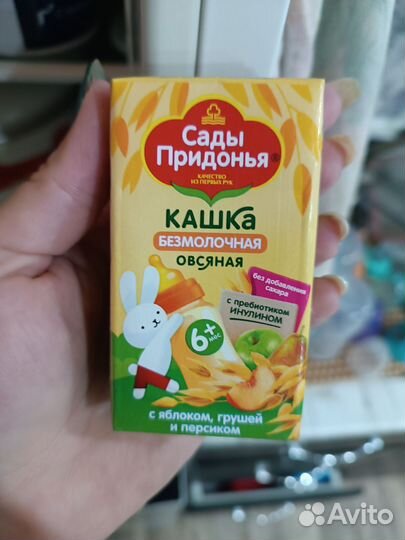 Сады
Придонья®
КАЧЕСТВО
ИЗ ПЕРВЫХ РУК
КАШКА
БЕЗМОЛОЧНАЯ
ОВСЯНАЯ
без добавления
сахара
с пребиотиком
ИНУЛИНОМ
6+
мес
с яблоком, грушей
и персиком
Avito